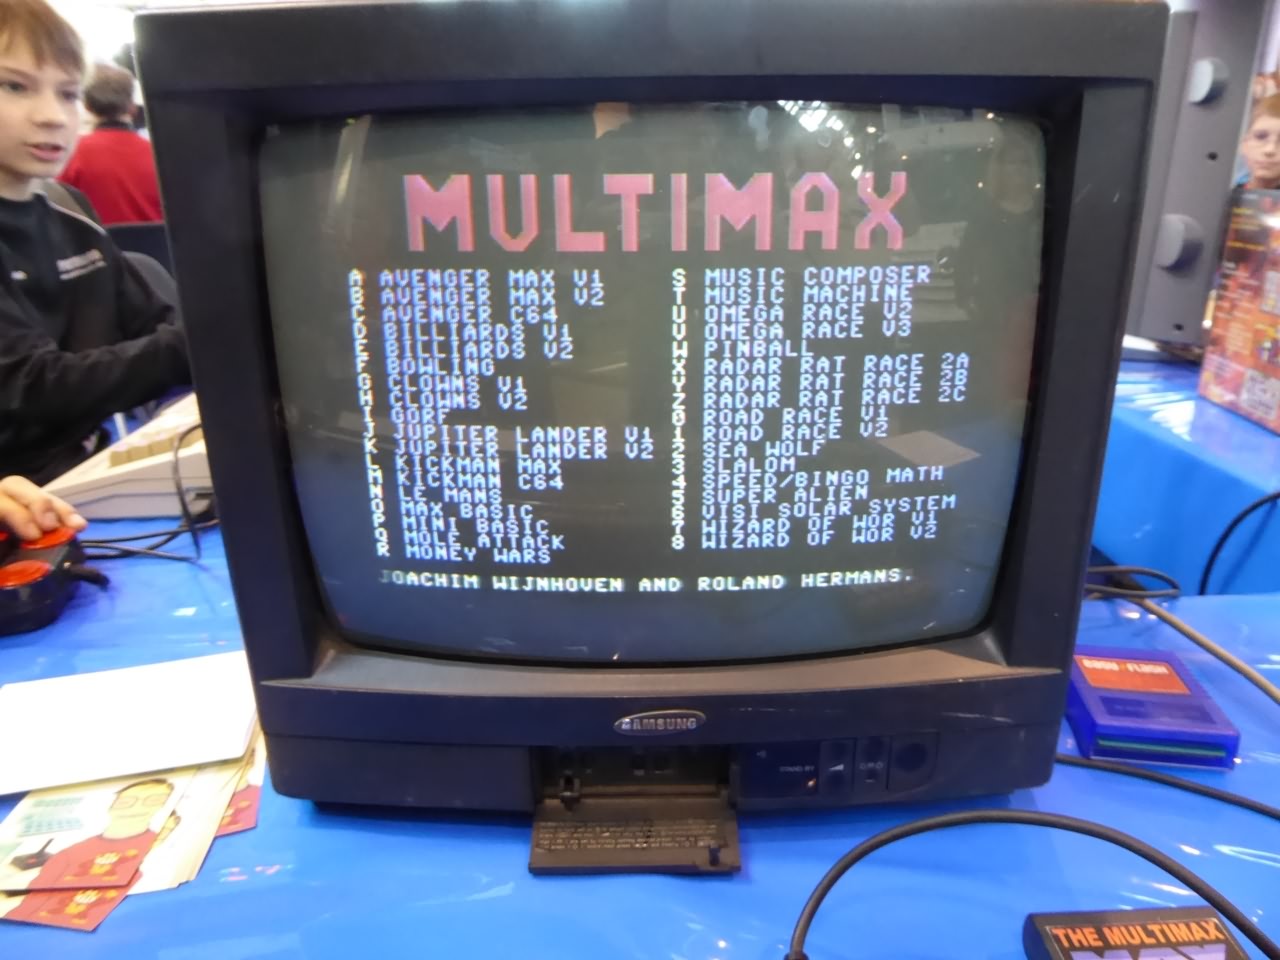 MULTIMAX
A AVENGER MAX V1
B AVENGER MAX V2
C AVENGER C64
D BILLIARDS V1
E BILLIARDS V2
F BOWLING
G CLOWNS V1
H CLOWNS V2
I GORF
J JUPITER LANDER V1
K JUPITER LANDER V2
L KICKMAN MAX
M KICKMAN C64
N LE MANS
O MAX BASIC
P MINI BASIC
Q MOLE ATTACK
R MONEY WARS
S MUSIC COMPOSER
T MUSIC MACHINE
U OMEGA RACE V2
V OMEGA RACE V3
W PINBALL
X RADAR RAT RACE 2A
Y RADAR RAT RACE 2B
Z RADAR RAT RACE 2C
0 ROAD RACE V1
1 ROAD RACE V2
2 SEA WOLF
3 SLALOM
4 SPEED/BINGO MATH
5 SUPER ALIEN
6 VISI SOLAR SYSTEM
7 WIZARD OF WOR V1
8 WIZARD OF WOR V2
JOACHIM WIJNHOVEN AND ROLAND HERMANS.
SAMSUNG
STAND BY
EASY FLASH
THE MULTIMAX